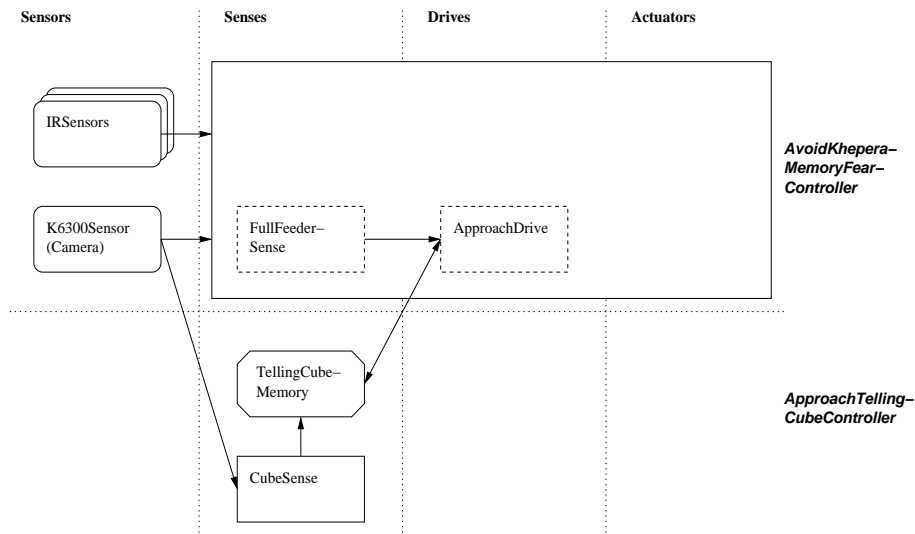 Sensors
Senses
Drives
Actuators
IRSensors
AvoidKhepera–
MemoryFear–
Controller
K6300Sensor
(Camera)
FullFeeder–
Sense
ApproachDrive
TellingCube–
Memory
ApproachTelling–
CubeController
CubeSense